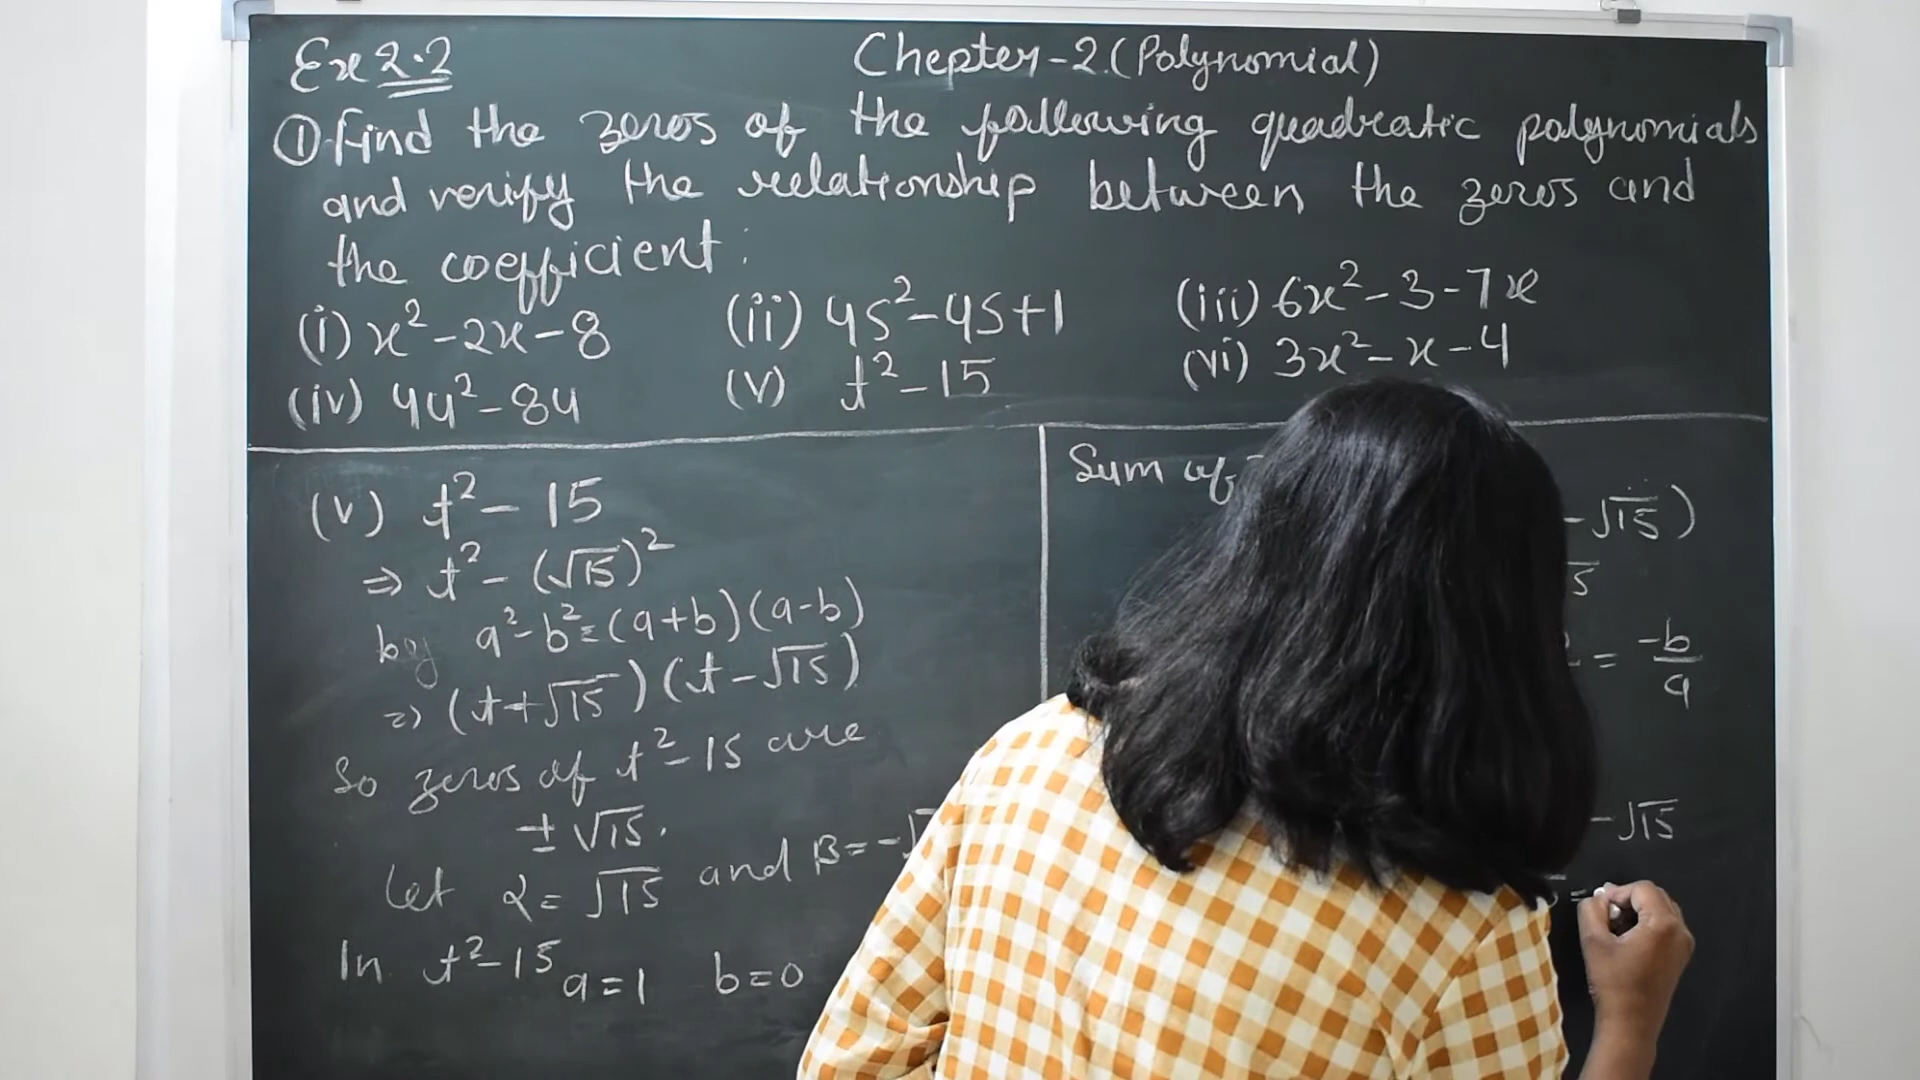 Ex 2.2
Chepter-2.(Polynomial)
① Find the zeros of the following quadratic polynomials
and verify the relationship between the zeros and
the coefficient:
(i) x²-2x-8 (ii) 4s²-4s+1 (iii) 6x²-3-7x
(iv) 4u²-8u (v) t²-15 (vi) 3x²-x-4
(v) t²-15
⇒ t²-(√15)²
by a²-b²=(a+b)(a-b)
⇒ (t+√15)(t-√15)
So zeros of t²-15 are
±√15.
Let α=√15 and β=-√
In t²-15 a=1 b=0
Sum of
-√15)
5
= -b/a
-√15
=